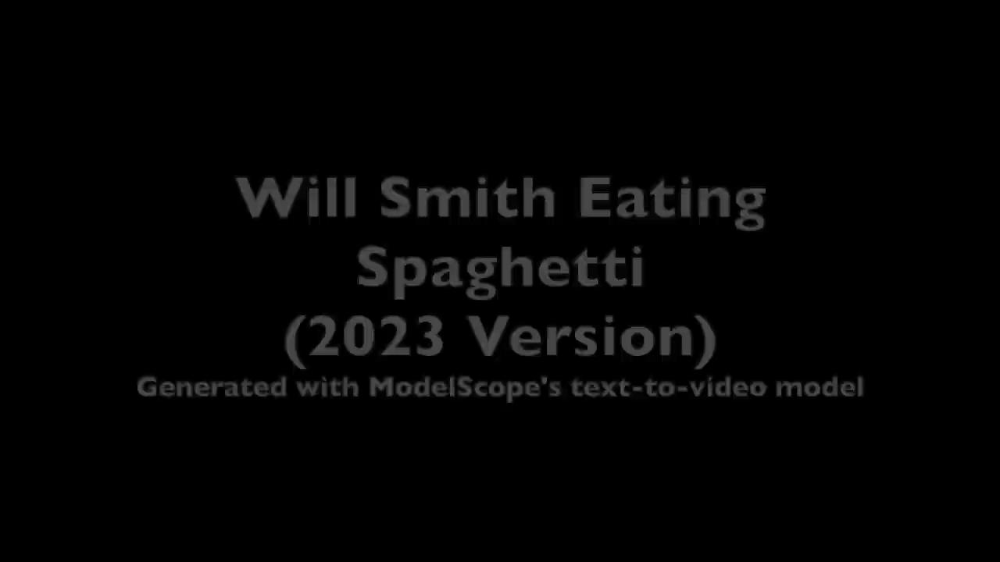 Will Smith Eating
Spaghetti
(2023 Version)
Generated with ModelScope's text-to-video model